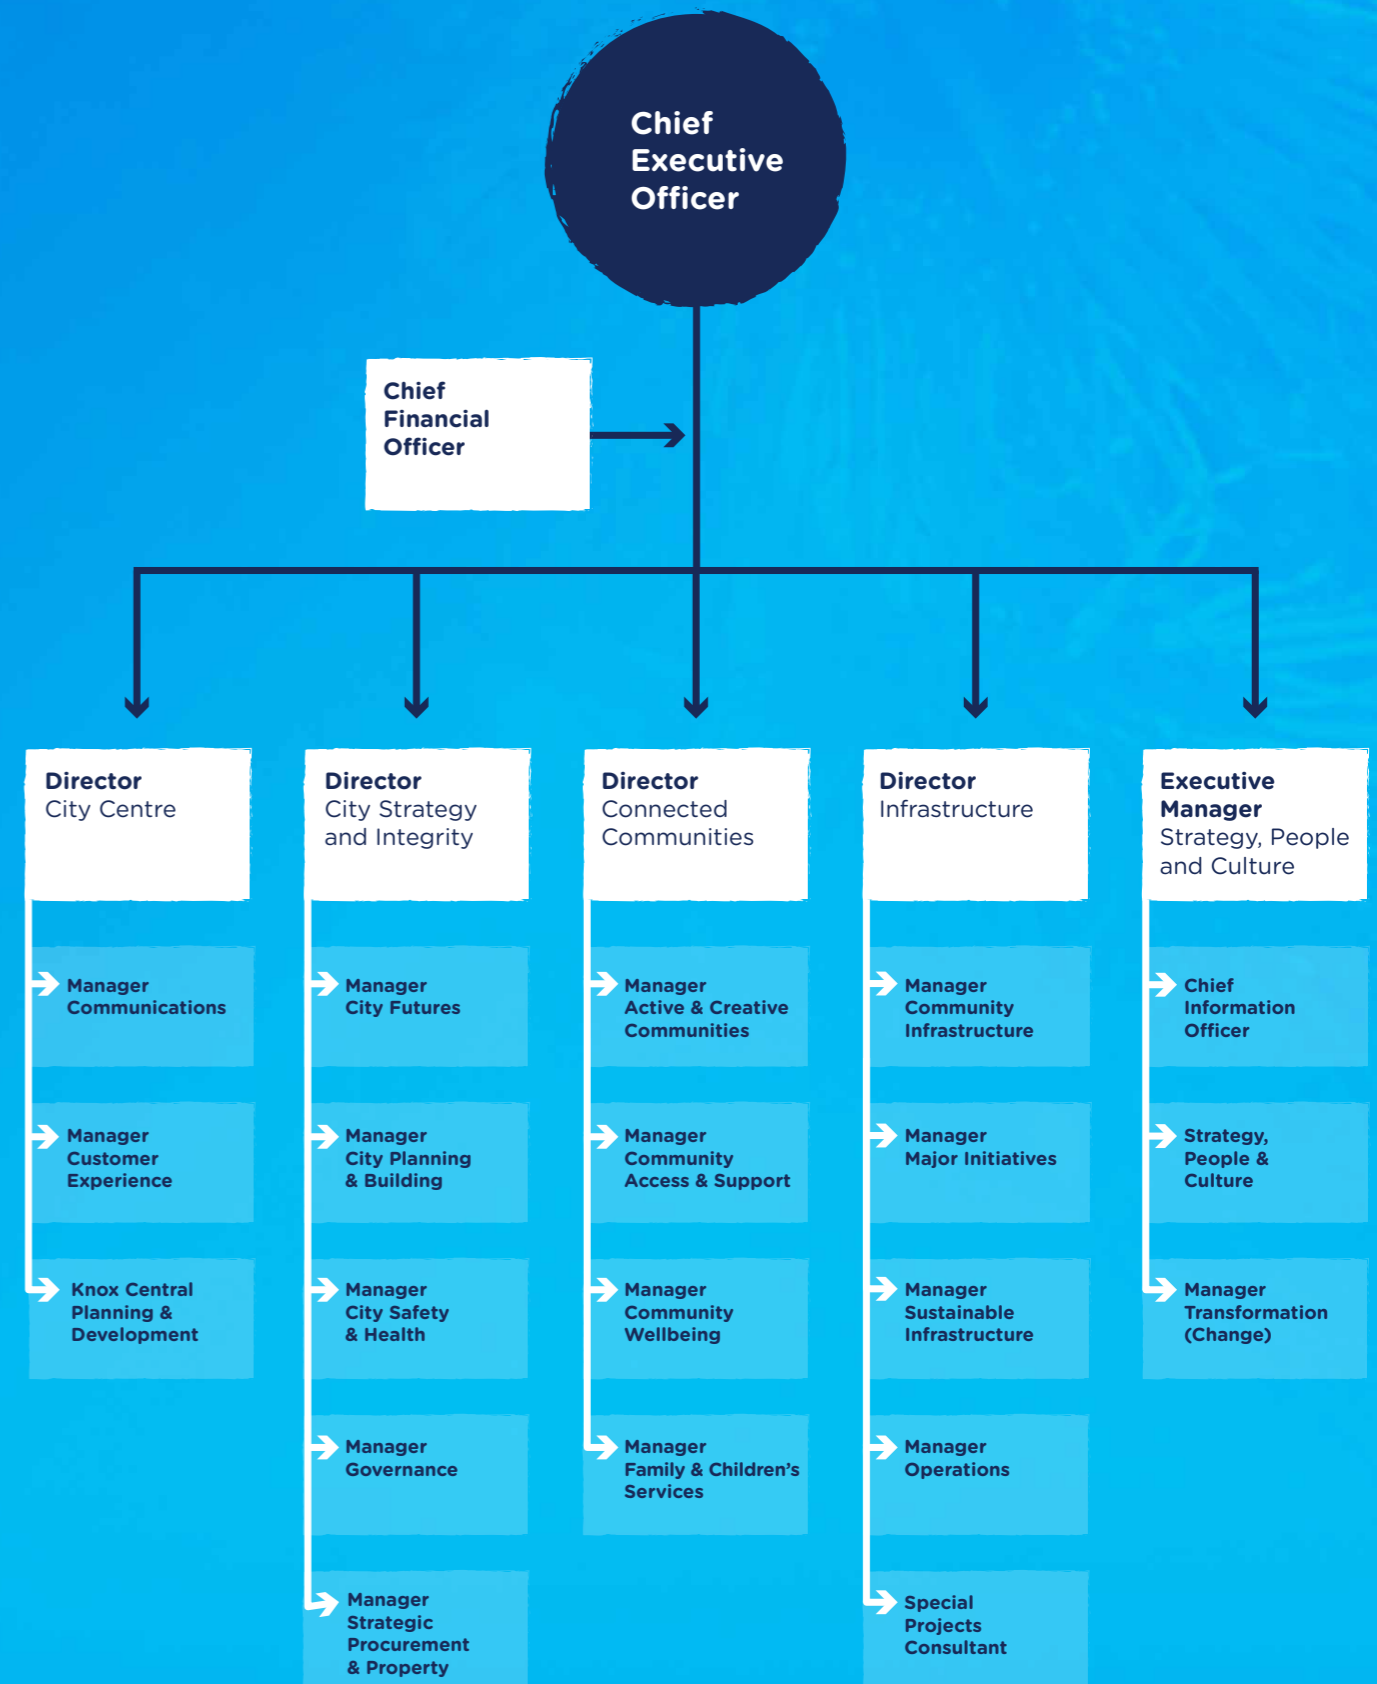 Chief
Executive
Officer
Chief
Financial
Officer
Director
City Centre
Manager
Communications
Manager
Customer
Experience
Knox Central
Planning &
Development
Director
City Strategy
and Integrity
Manager
City Futures
Manager
City Planning
& Building
Manager
City Safety
& Health
Manager
Governance
Manager
Strategic
Procurement
& Property
Director
Connected
Communities
Manager
Active & Creative
Communities
Manager
Community
Access & Support
Manager
Community
Wellbeing
Manager
Family & Children’s
Services
Director
Infrastructure
Manager
Community
Infrastructure
Manager
Major Initiatives
Manager
Sustainable
Infrastructure
Manager
Operations
Special
Projects
Consultant
Executive
Manager
Strategy, People
and Culture
Chief
Information
Officer
Strategy,
People &
Culture
Manager
Transformation
(Change)